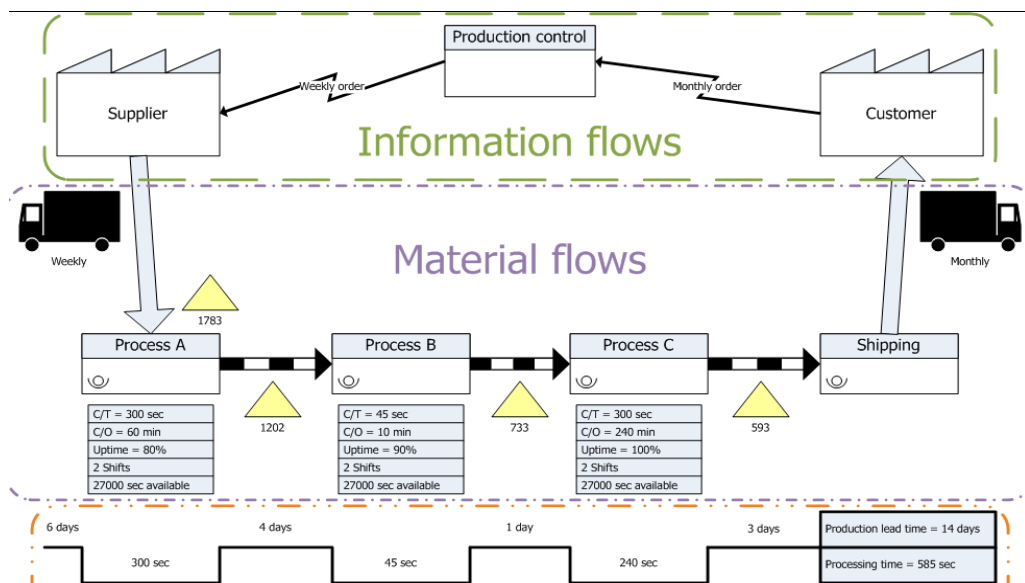 Production control
Weekly order
Monthly order
Supplier
Customer
Information flows
Weekly
Material flows
Monthly
1783
Process A
Process B
Process C
Shipping
1202
733
593
C/T = 300 sec
C/O = 60 min
Uptime = 80%
2 Shifts
27000 sec available
C/T = 45 sec
C/O = 10 min
Uptime = 90%
2 Shifts
27000 sec available
C/T = 300 sec
C/O = 240 min
Uptime = 100%
2 Shifts
27000 sec available
6 days
4 days
1 day
3 days
Production lead time = 14 days
300 sec
45 sec
240 sec
Processing time = 585 sec